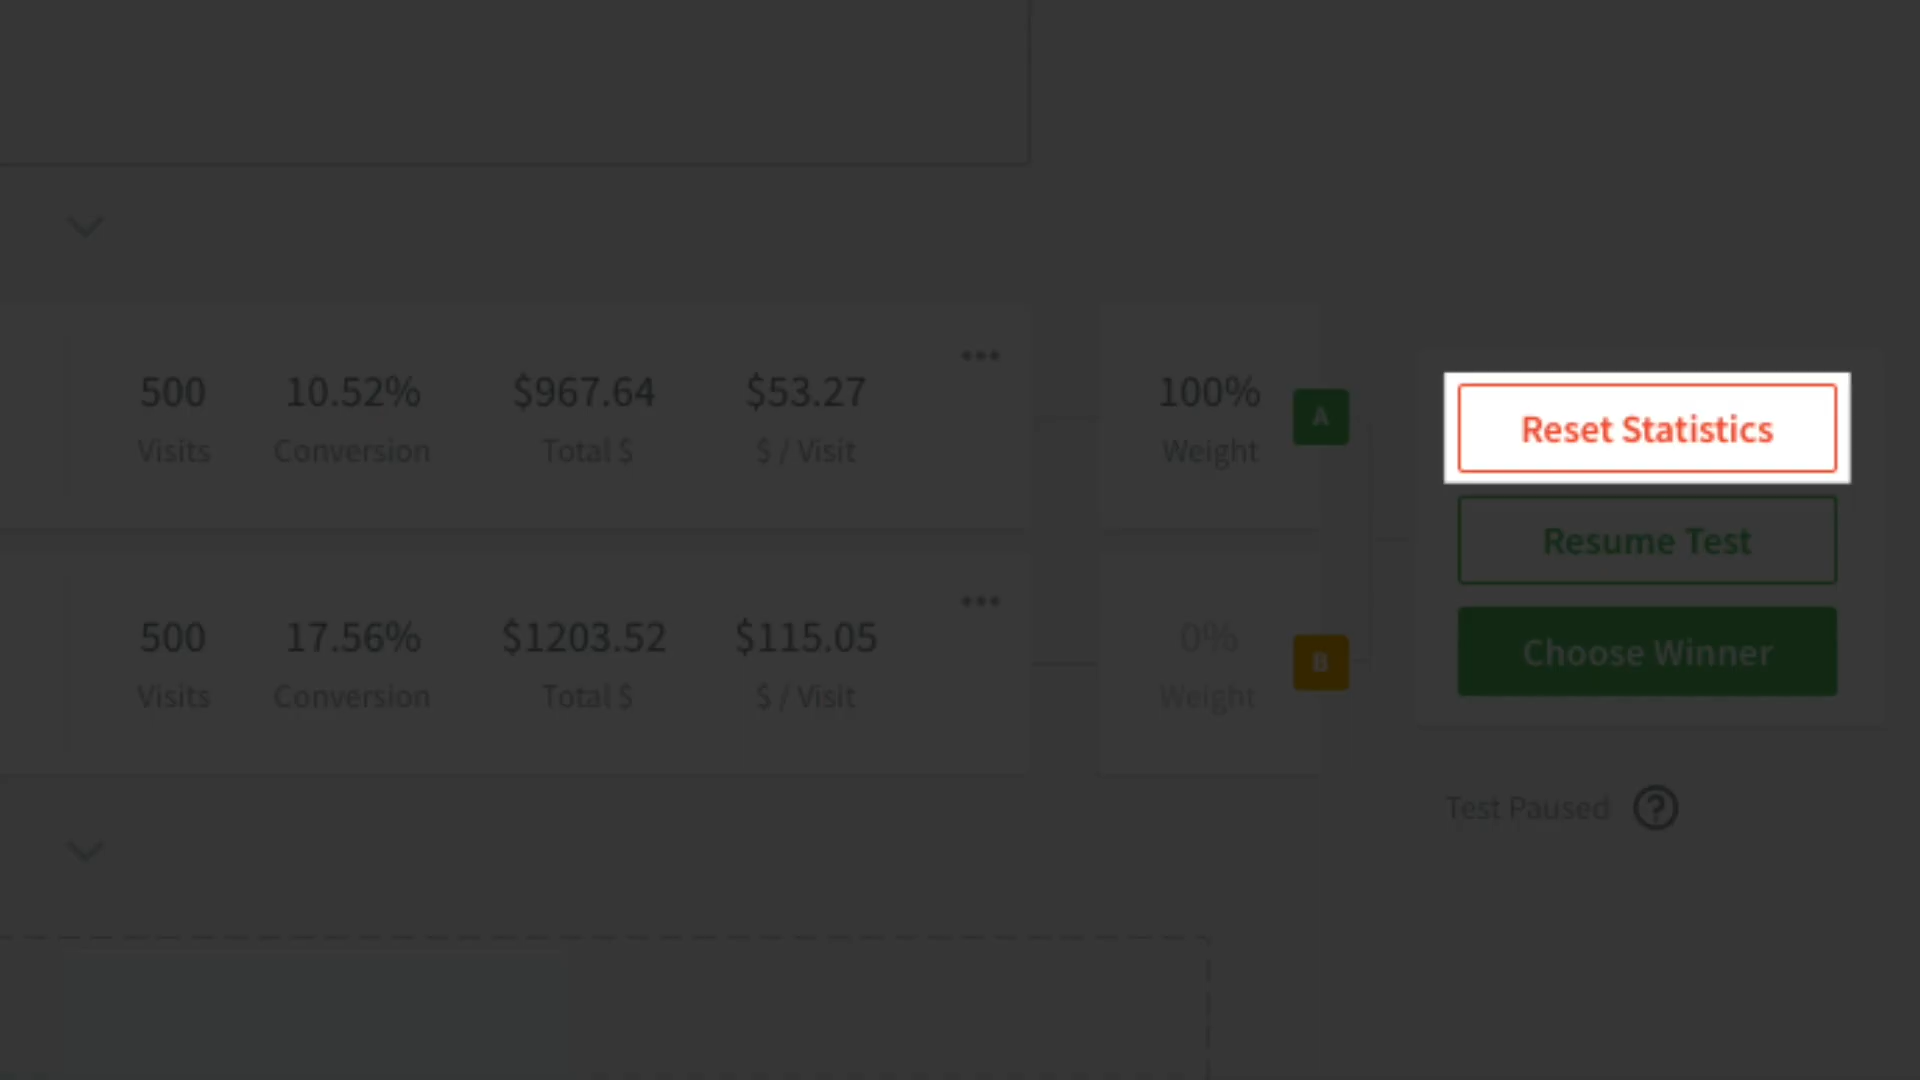 500 10.52% $967.64 $53.27 100% A
Visits Conversion Total $ $ / Visit Weight
Reset Statistics
Resume Test
500 17.56% $1203.52 $115.05 0% B
Visits Conversion Total $ $ / Visit Weight
Choose Winner
Test Paused ?